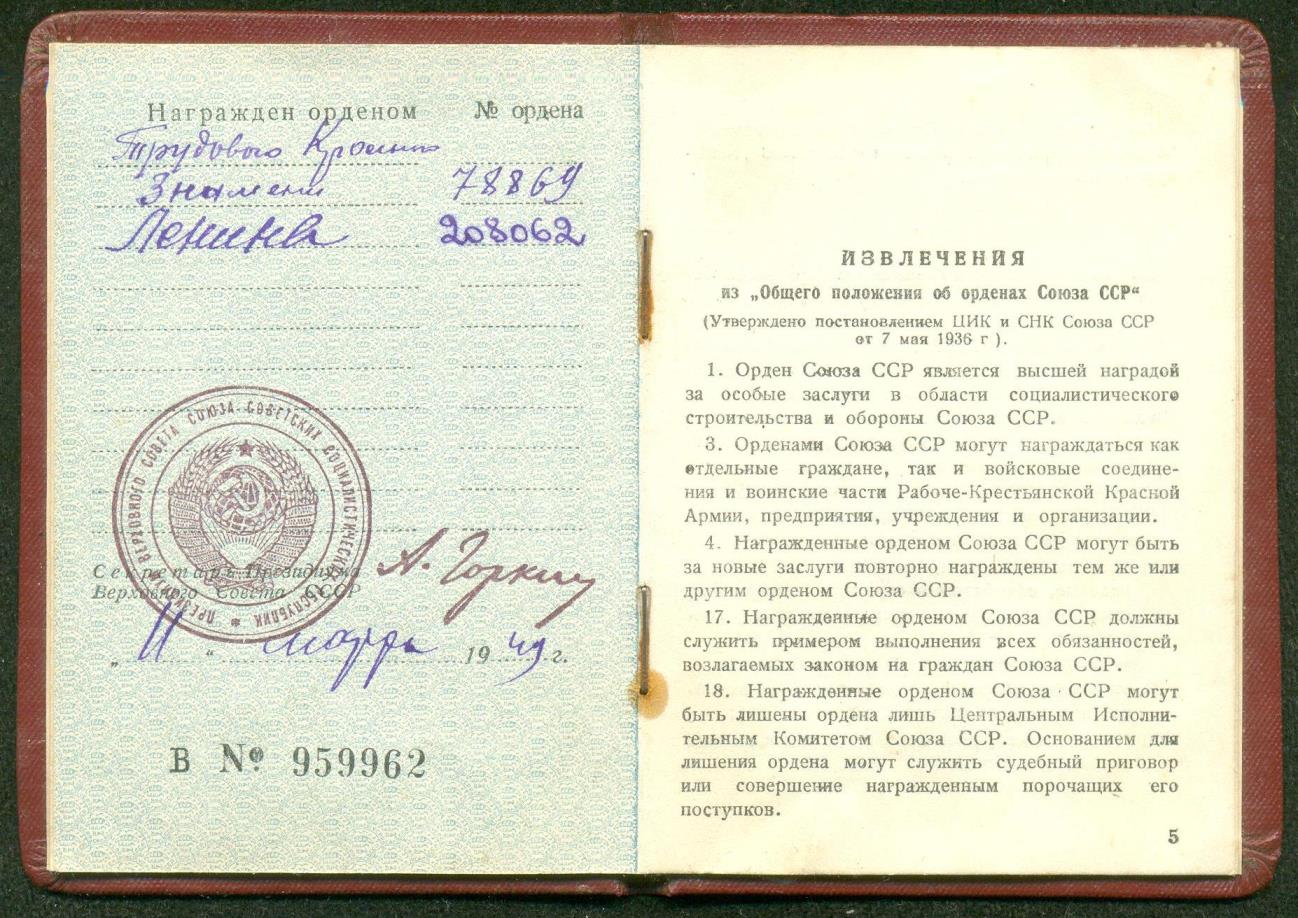 Награжден орденом № ордена
Трудового Красного
Знамени 78869
Ленина 208062
ПРЕЗИДИУМ ВЕРХОВНОГО СОВЕТА СОЮЗА СОВЕТСКИХ СОЦИАЛИСТИЧЕСКИХ РЕСПУБЛИК
Секретарь Президиума
Верховного Совета СССР
А. Горкин
„11“ марта 1949 г.
В № 959962
ИЗВЛЕЧЕНИЯ
из „Общего положения об орденах Союза ССР“
(Утверждено постановлением ЦИК и СНК Союза ССР
от 7 мая 1936 г ).
1. Орден Союза ССР является высшей наградой
за особые заслуги в области социалистического
строительства и обороны Союза ССР.
3. Орденами Союза ССР могут награждаться как
отдельные граждане, так и войсковые соедине-
ния и воинские части Рабоче-Крестьянской Красной
Армии, предприятия, учреждения и организации.
4. Награжденные орденом Союза ССР могут быть
за новые заслуги повторно награждены тем же или
другим орденом Союза ССР.
17. Награжденные орденом Союза ССР должны
служить примером выполнения всех обязанностей,
возлагаемых законом на граждан Союза ССР.
18. Награжденные орденом Союза ССР могут
быть лишены ордена лишь Центральным Исполни-
тельным Комитетом Союза ССР. Основанием для
лишения ордена могут служить судебный приговор
или совершение награжденным порочащих его
поступков.
5